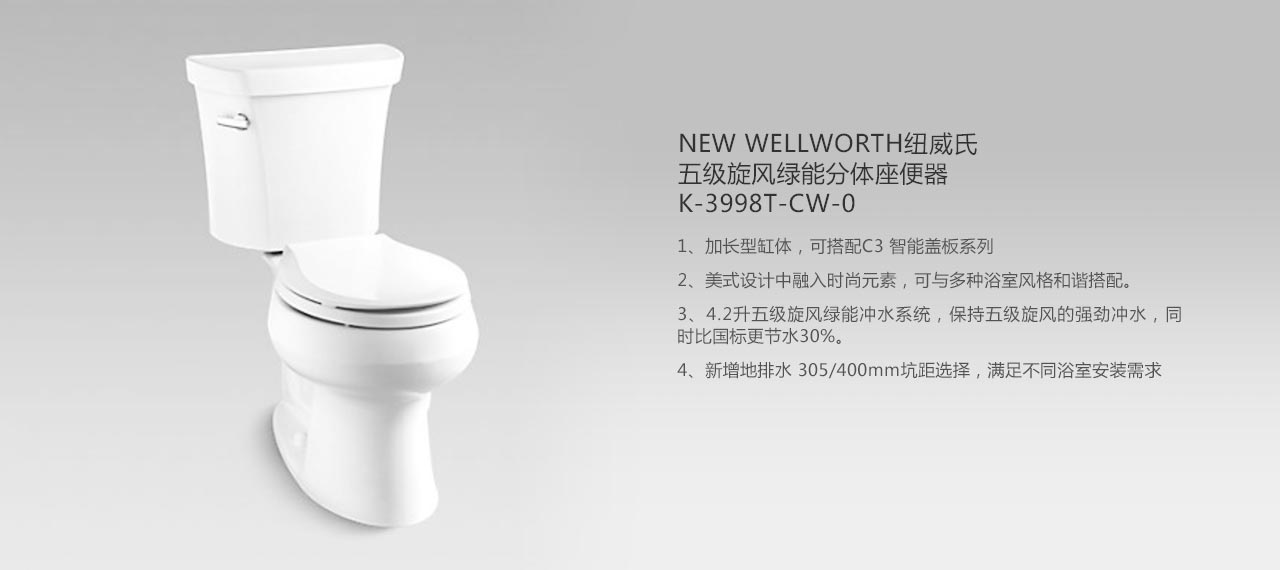 NEW WELLWORTH纽威氏
五级旋风绿能分体座便器
K-3998T-CW-0
1、加长型缸体，可搭配C3 智能盖板系列
2、美式设计中融入时尚元素，可与多种浴室风格和谐搭配。
3、4.2升五级旋风绿能冲水系统，保持五级旋风的强劲冲水，同
时比国标更节水30%。
4、新增地排水 305/400mm坑距选择，满足不同浴室安装需求